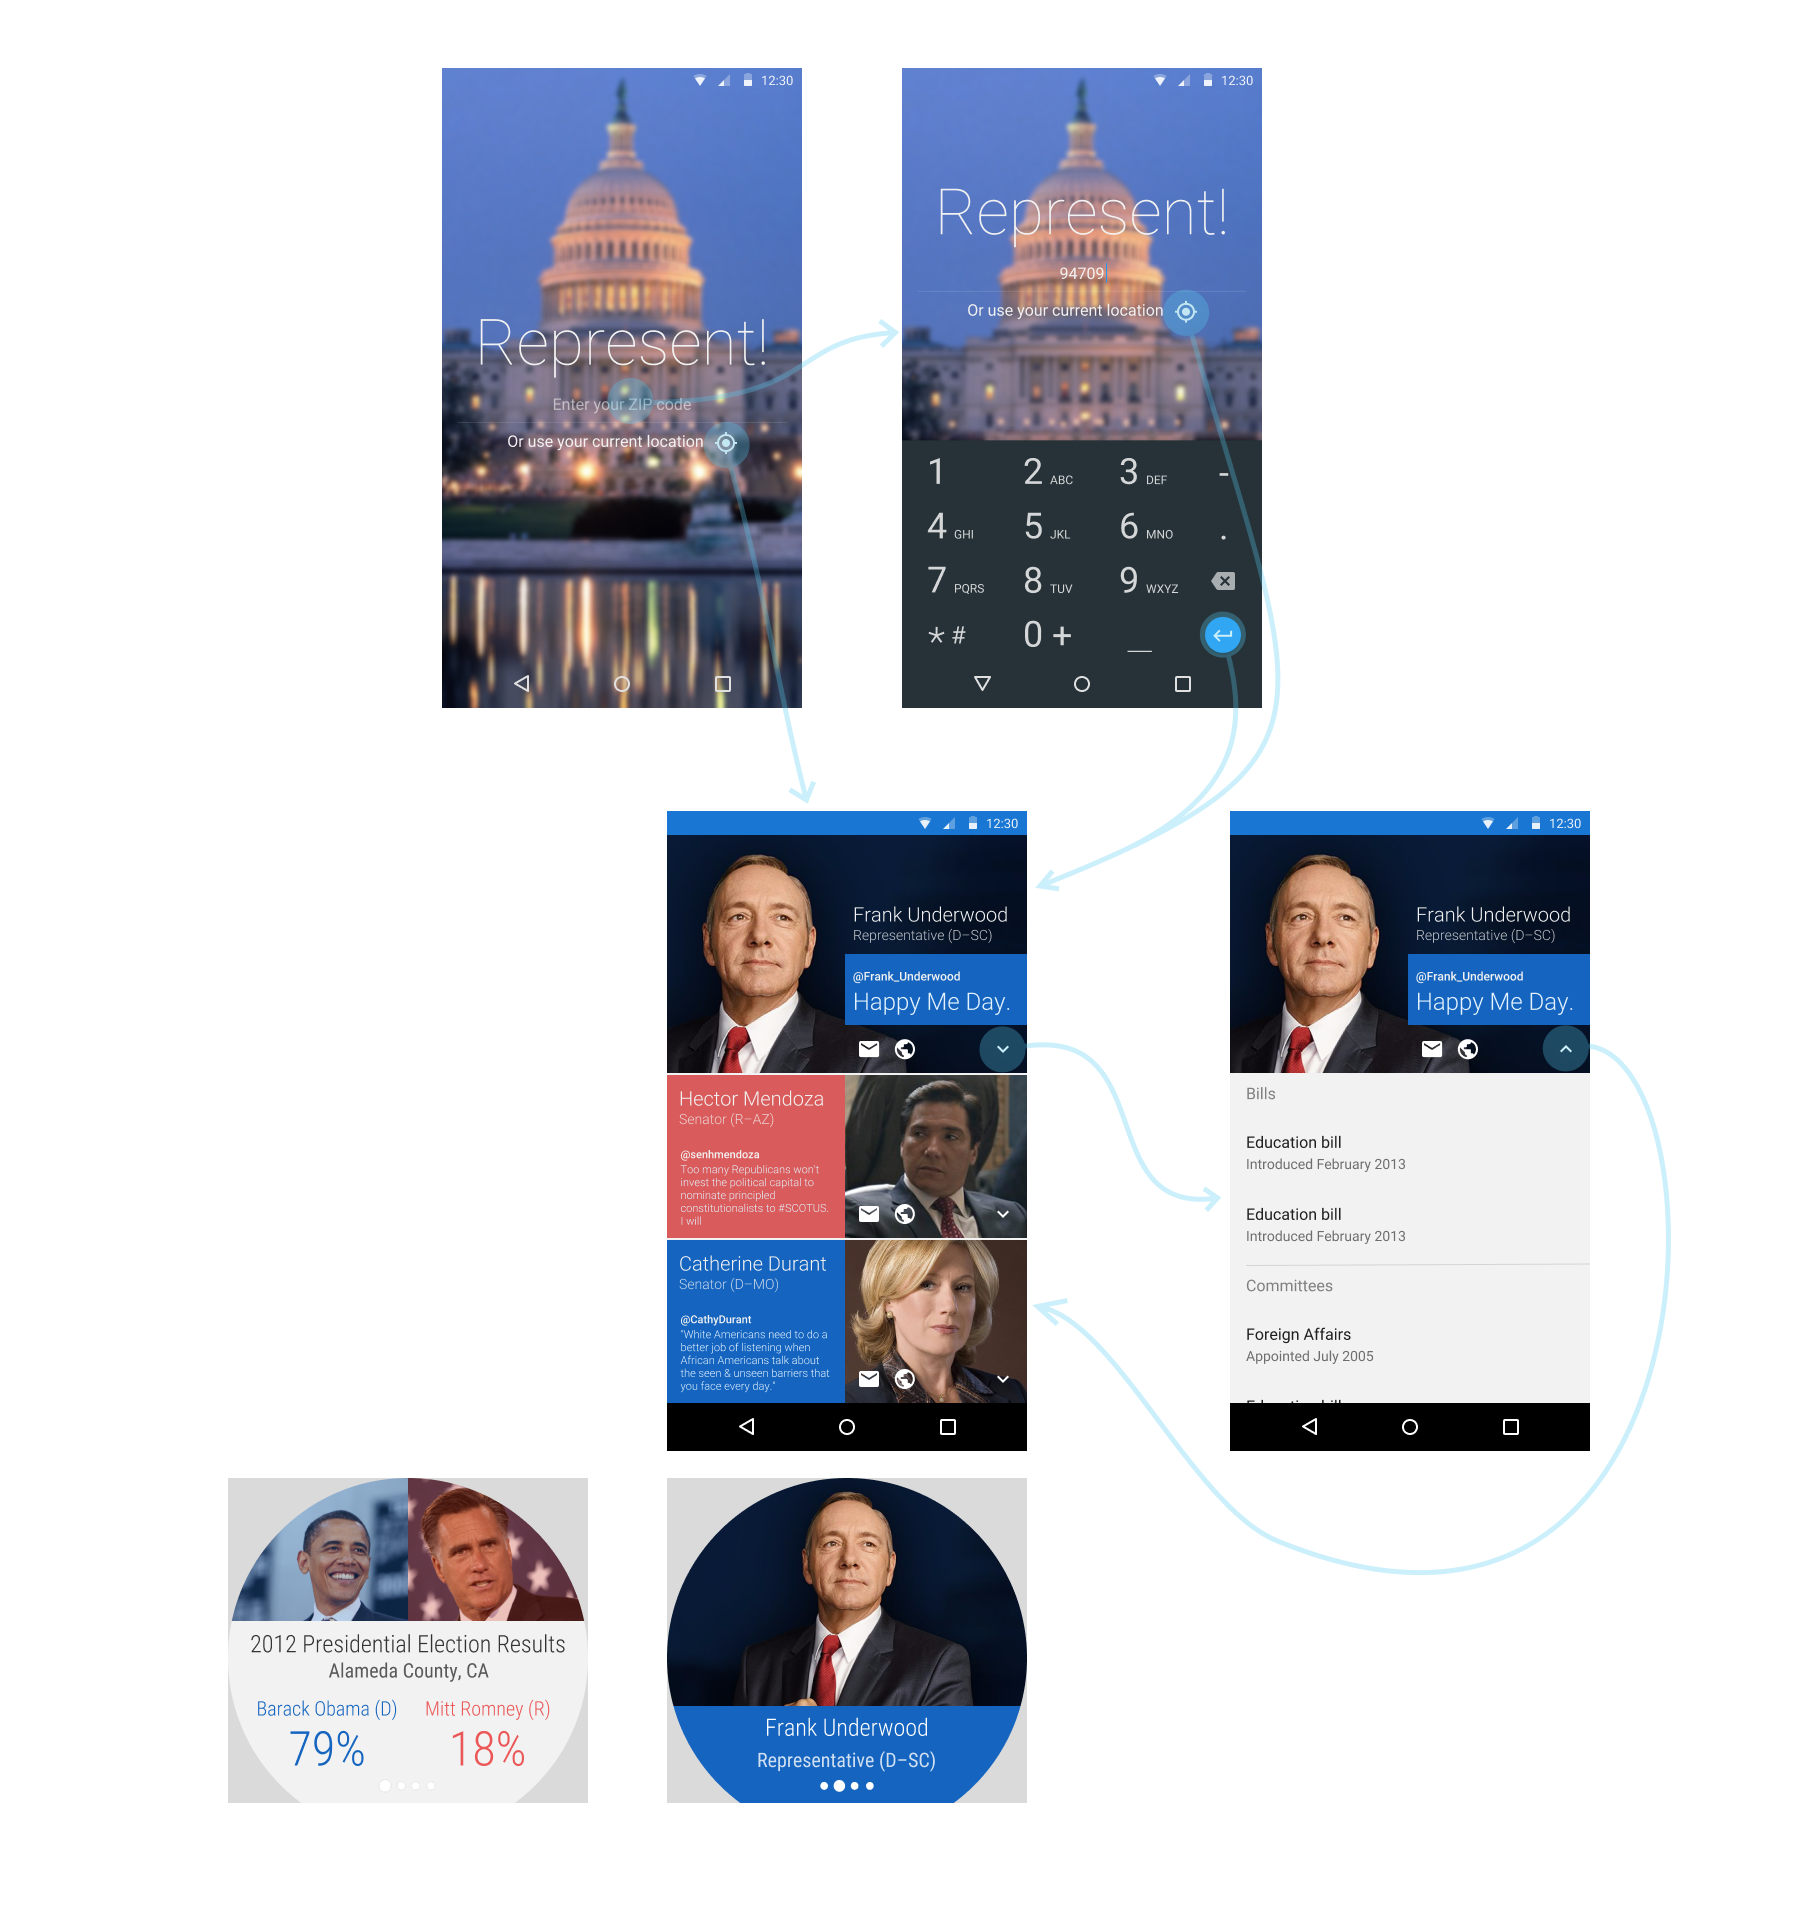 12:30
Represent!
Enter your ZIP code
Or use your current location
12:30
Represent!
94709
Or use your current location
1 2 ABC 3 DEF -
4 GHI 5 JKL 6 MNO .
7 PQRS 8 TUV 9 WXYZ
* # 0 + _
12:30
Frank Underwood
Representative (D–SC)
@Frank_Underwood
Happy Me Day.
Hector Mendoza
Senator (R–AZ)
@senhmendoza
Too many Republicans won't
invest the political capital to
nominate principled
constitutionalists to #SCOTUS.
I will
Catherine Durant
Senator (D–MO)
@CathyDurant
"White Americans need to do a
better job of listening when
African Americans talk about
the seen & unseen barriers that
you face every day."
12:30
Frank Underwood
Representative (D–SC)
@Frank_Underwood
Happy Me Day.
Bills
Education bill
Introduced February 2013
Education bill
Introduced February 2013
Committees
Foreign Affairs
Appointed July 2005
2012 Presidential Election Results
Alameda County, CA
Barack Obama (D) Mitt Romney (R)
79% 18%
Frank Underwood
Representative (D–SC)